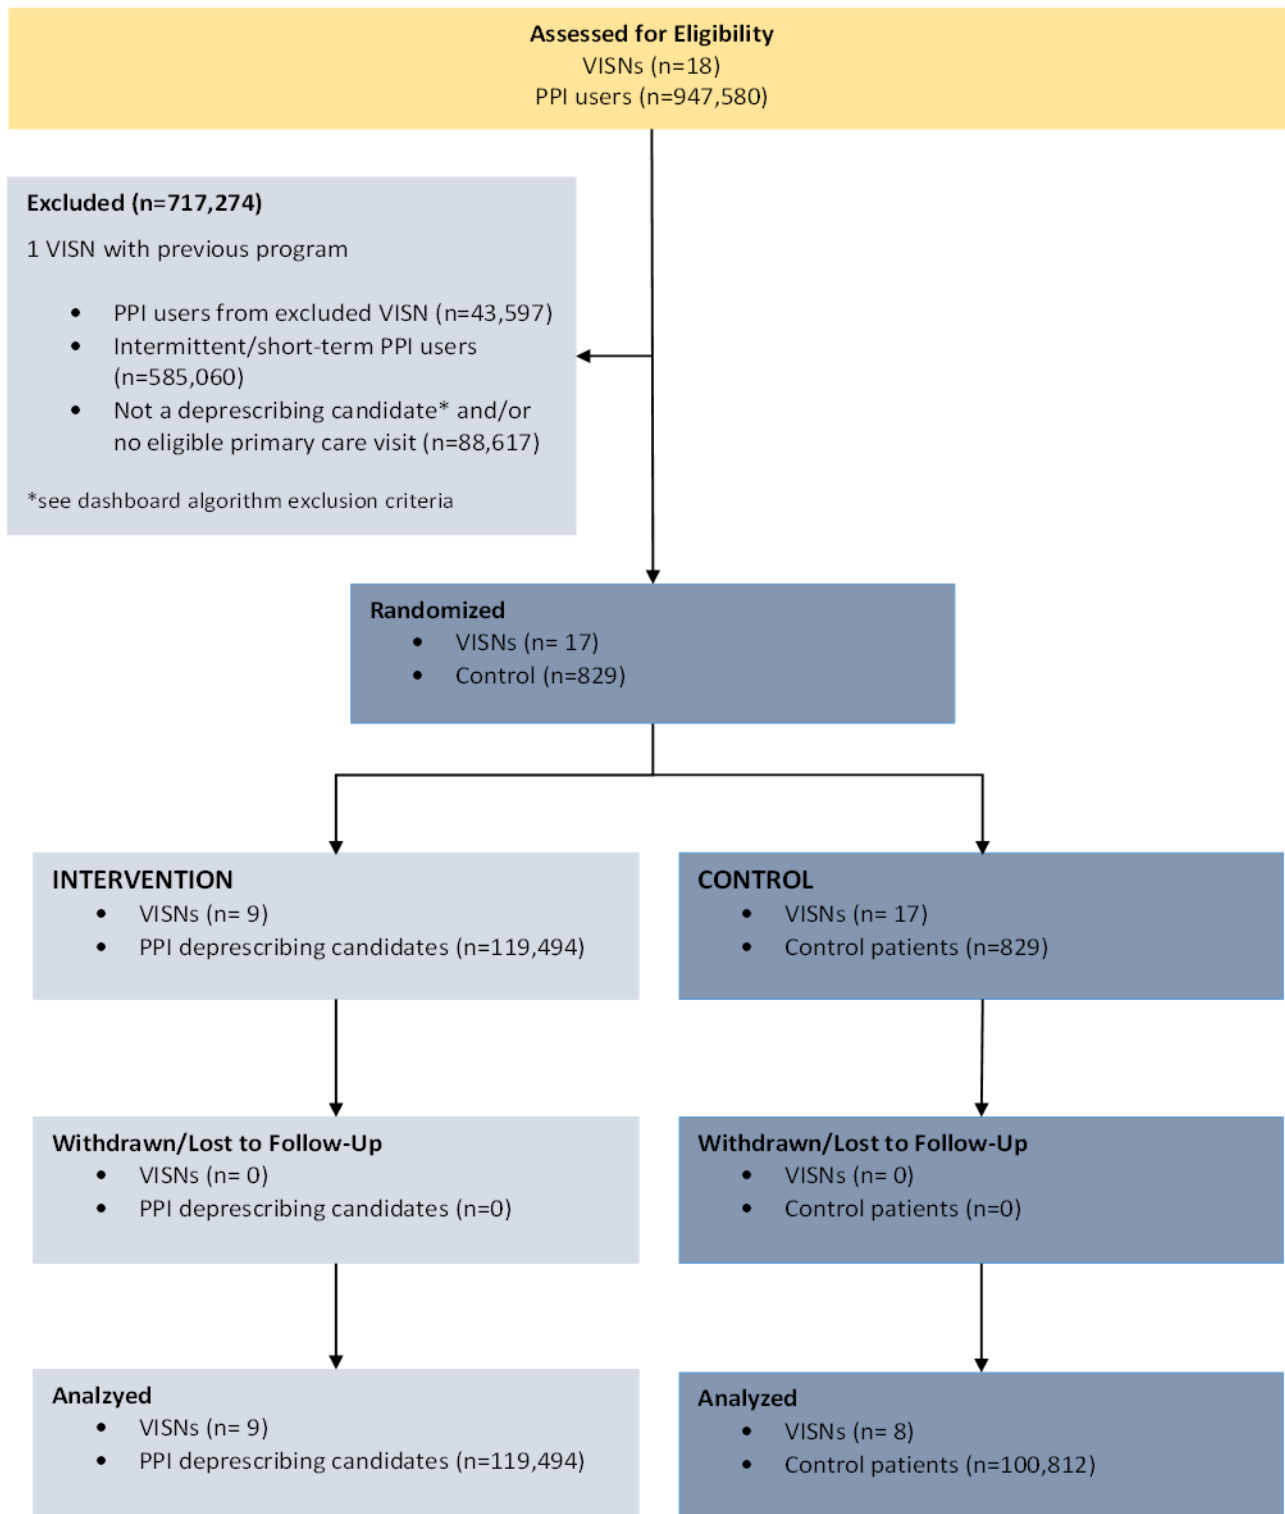 Assessed for Eligibility
VISNs (n=18)
PPI users (n=947,580)
Excluded (n=717,274)
1 VISN with previous program
• PPI users from excluded VISN (n=43,597)
• Intermittent/short-term PPI users
(n=585,060)
• Not a deprescribing candidate* and/or
no eligible primary care visit (n=88,617)
*see dashboard algorithm exclusion criteria
Randomized
• VISNs (n= 17)
• Control (n=829)
INTERVENTION
• VISNs (n= 9)
• PPI deprescribing candidates (n=119,494)
CONTROL
• VISNs (n= 17)
• Control patients (n=829)
Withdrawn/Lost to Follow-Up
• VISNs (n= 0)
• PPI deprescribing candidates (n=0)
Withdrawn/Lost to Follow-Up
• VISNs (n= 0)
• Control patients (n=0)
Analzyed
• VISNs (n= 9)
• PPI deprescribing candidates (n=119,494)
Analyzed
• VISNs (n= 8)
• Control patients (n=100,812)